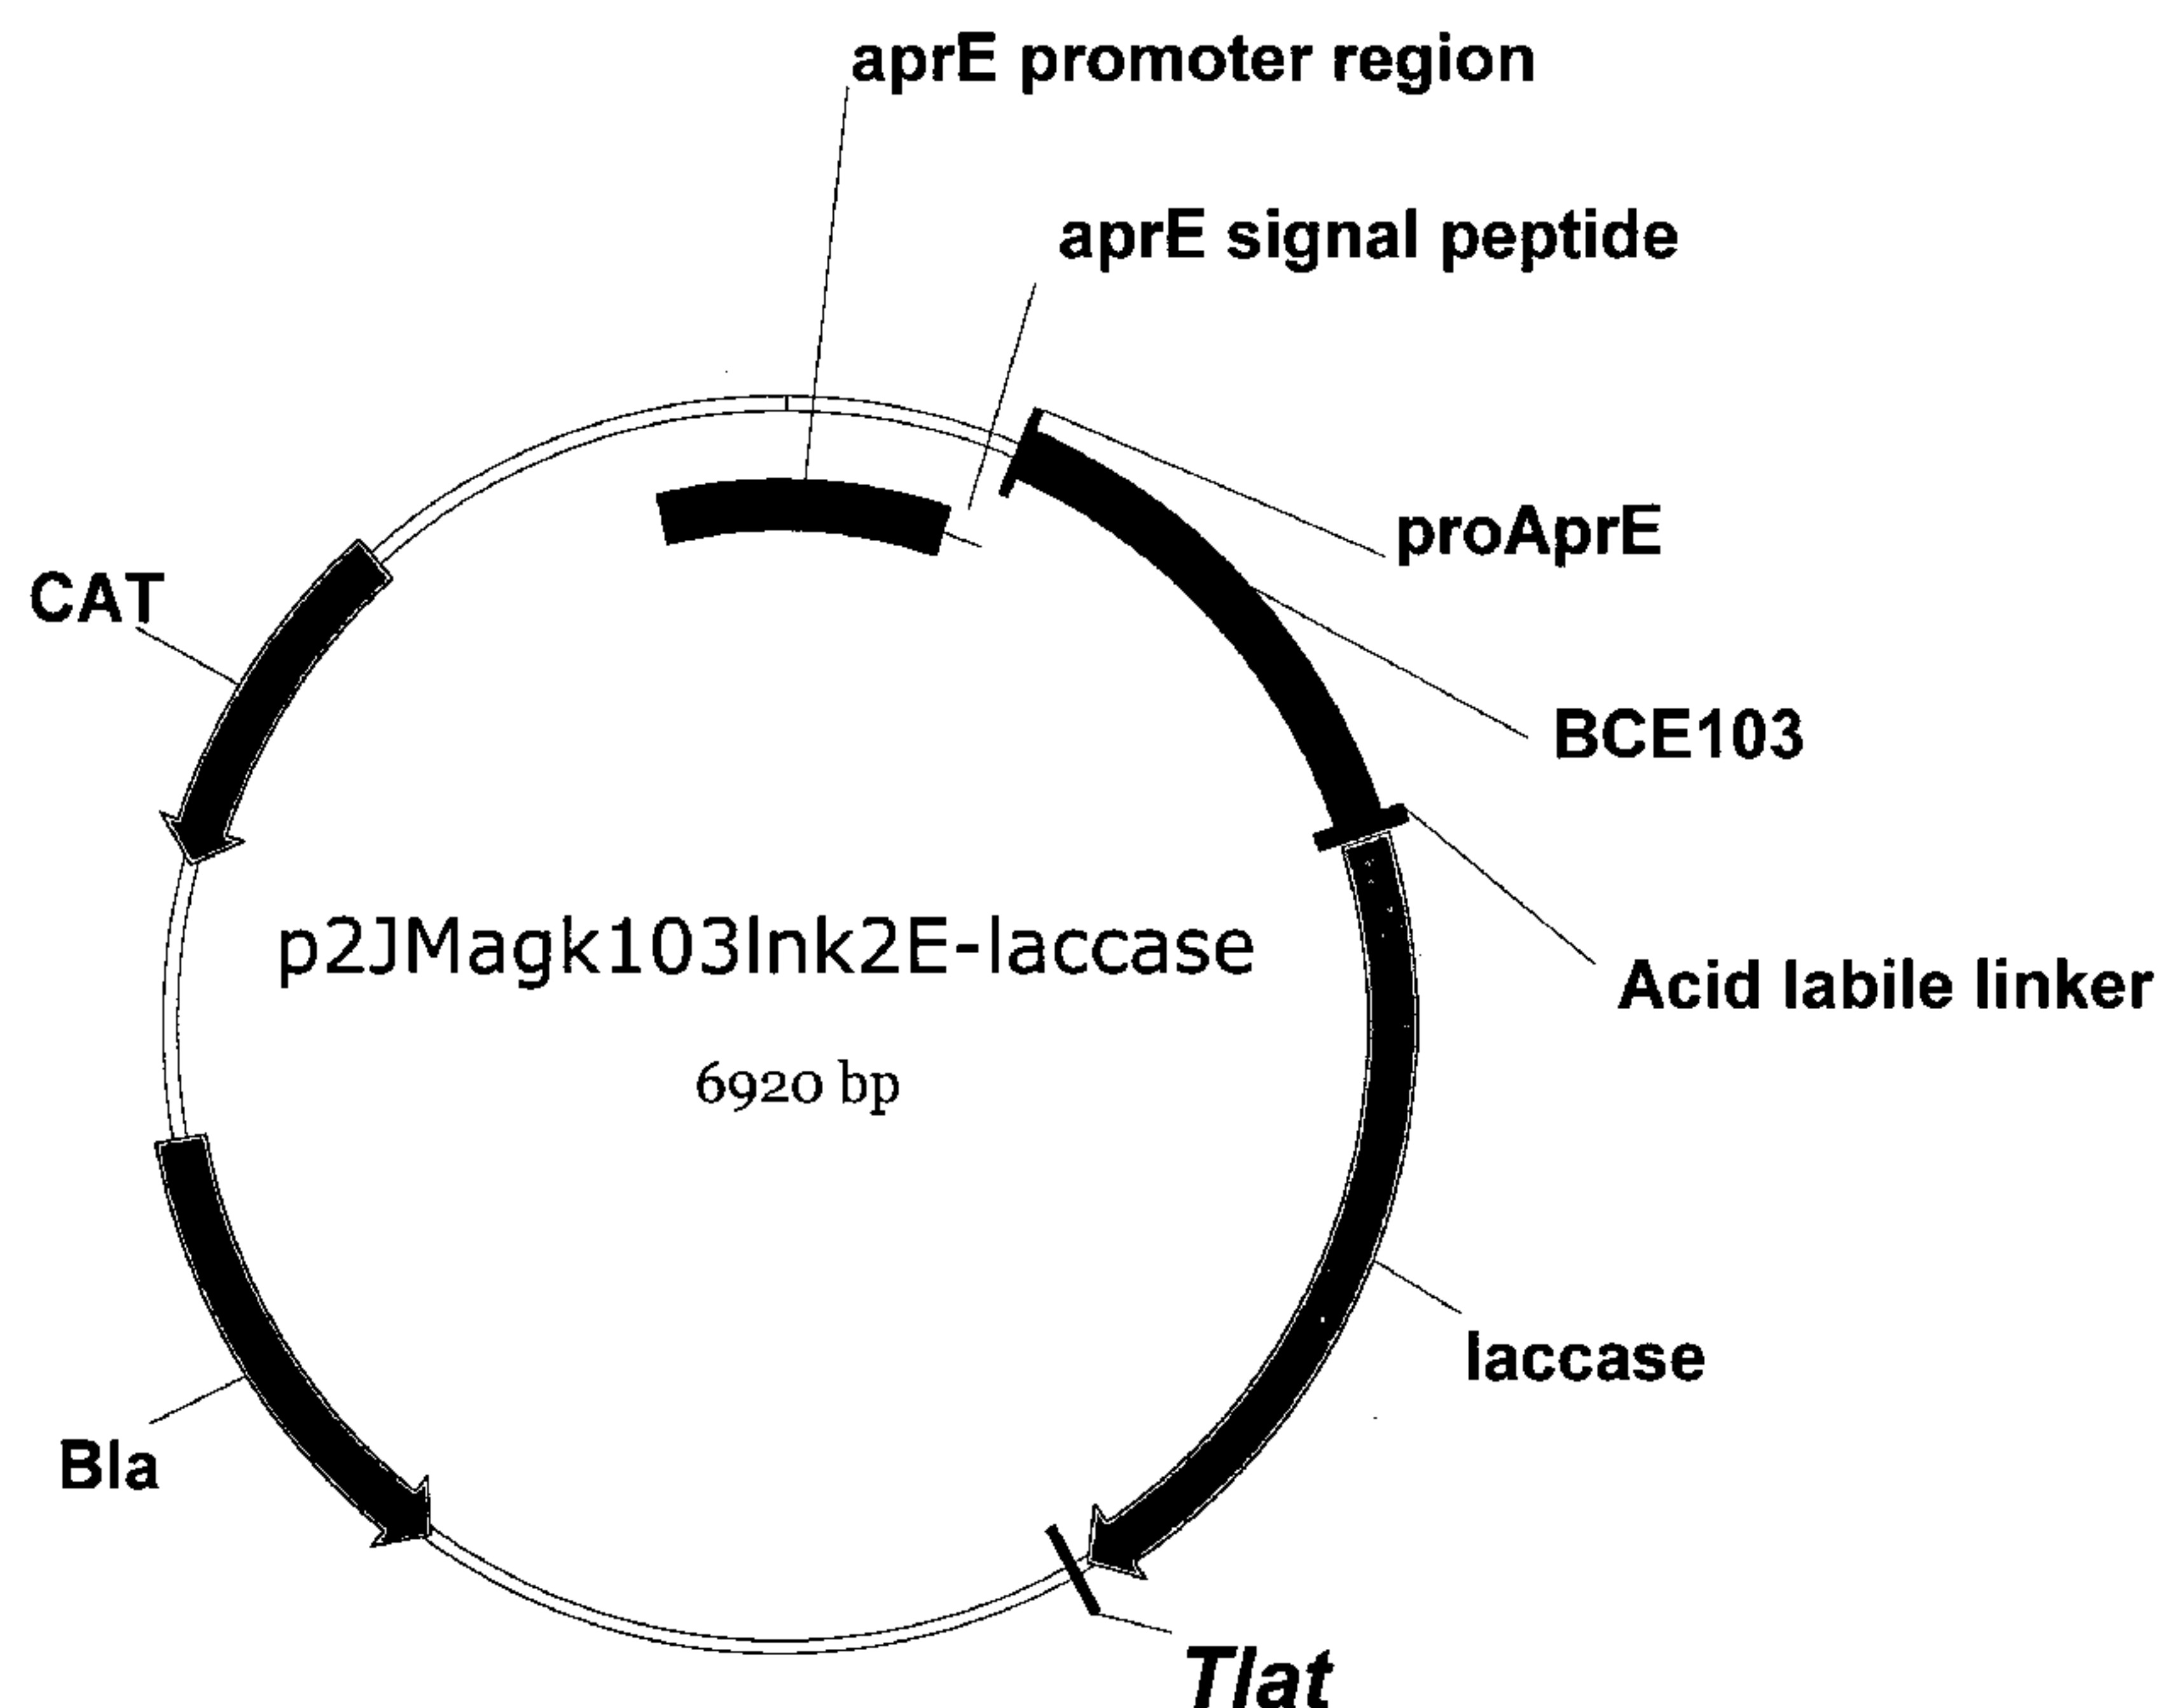 aprE promoter region
aprE signal peptide
proAprE
CAT
BCE103
p2JMagk103lnk2E-laccase
Acid labile linker
6920 bp
laccase
Bla
Tlat